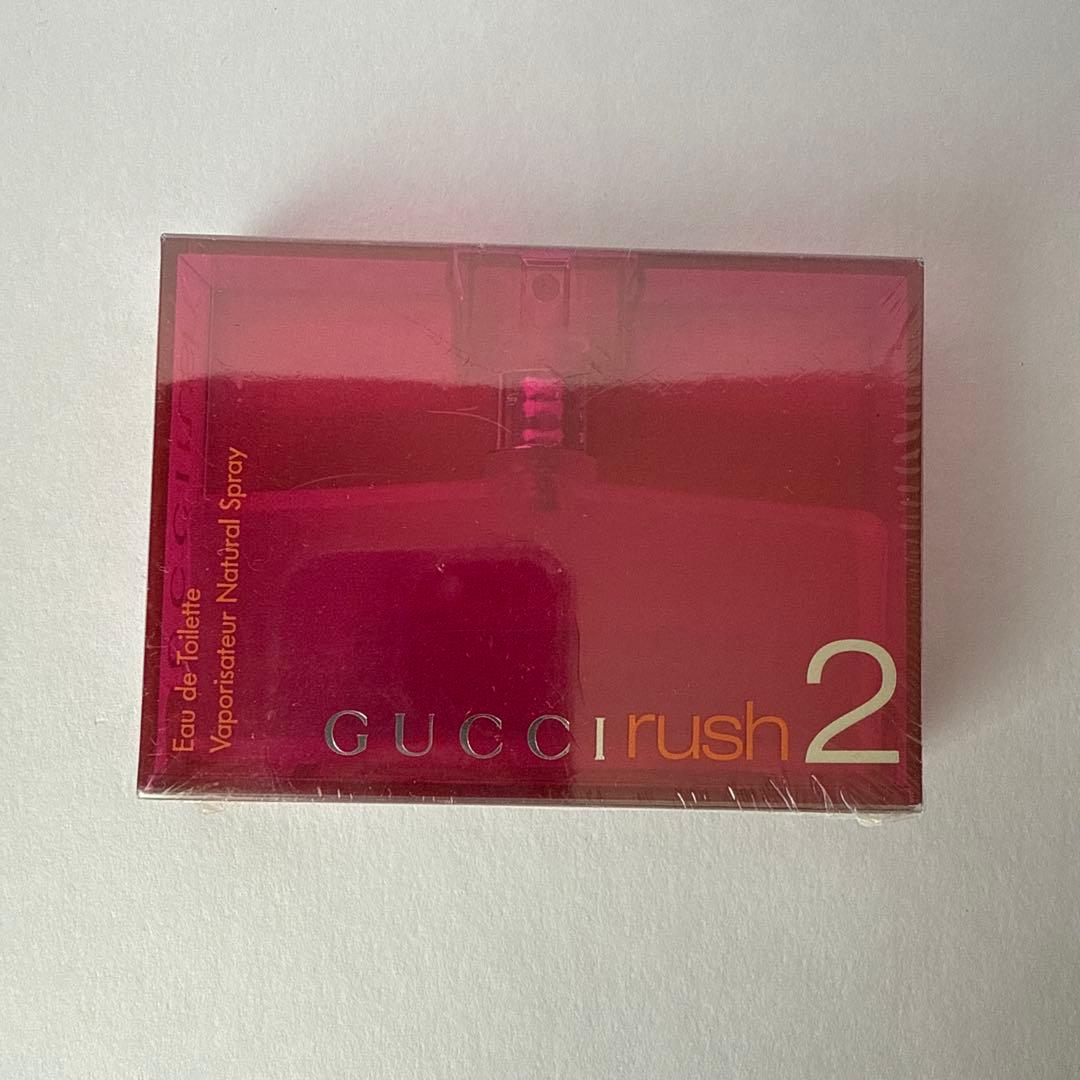 Eau de Toilette
Vaporisateur Natural Spray
GUCCI rush 2